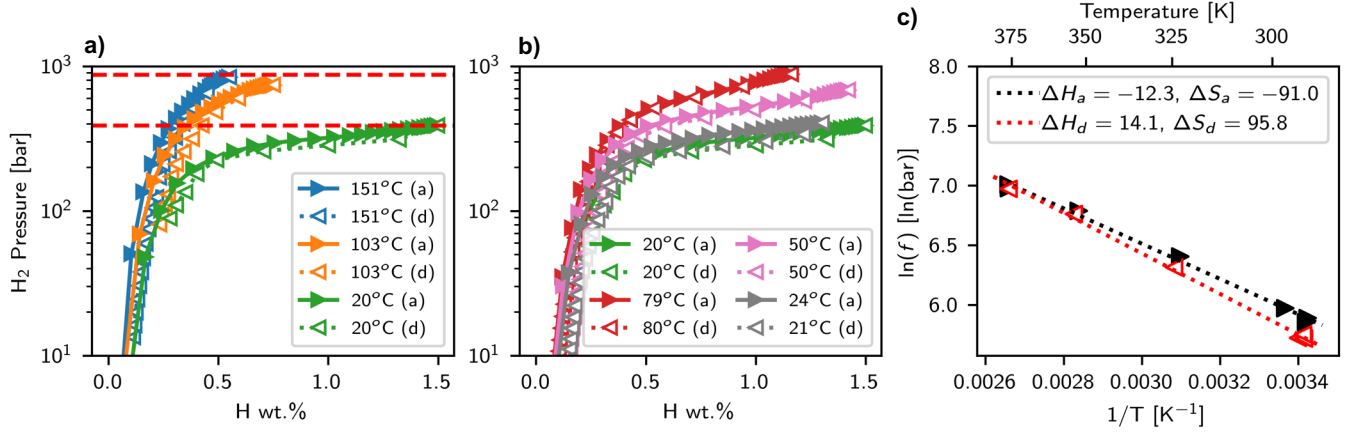 a)
H₂ Pressure [bar]
10³
10²
10¹
151°C (a)
151°C (d)
103°C (a)
103°C (d)
20°C (a)
20°C (d)
0.0 0.5 1.0 1.5
H wt.%
b)
10³
10²
10¹
20°C (a) 50°C (a)
20°C (d) 50°C (d)
79°C (a) 24°C (a)
80°C (d) 21°C (d)
0.0 0.5 1.0 1.5
H wt.%
c)
Temperature [K]
375 350 325 300
ln(f) [ln(bar)]
8.0
7.5
7.0
6.5
6.0
ΔHₐ = −12.3, ΔSₐ = −91.0
ΔH_d = 14.1, ΔS_d = 95.8
0.0026 0.0028 0.0030 0.0032 0.0034
1/T [K⁻¹]